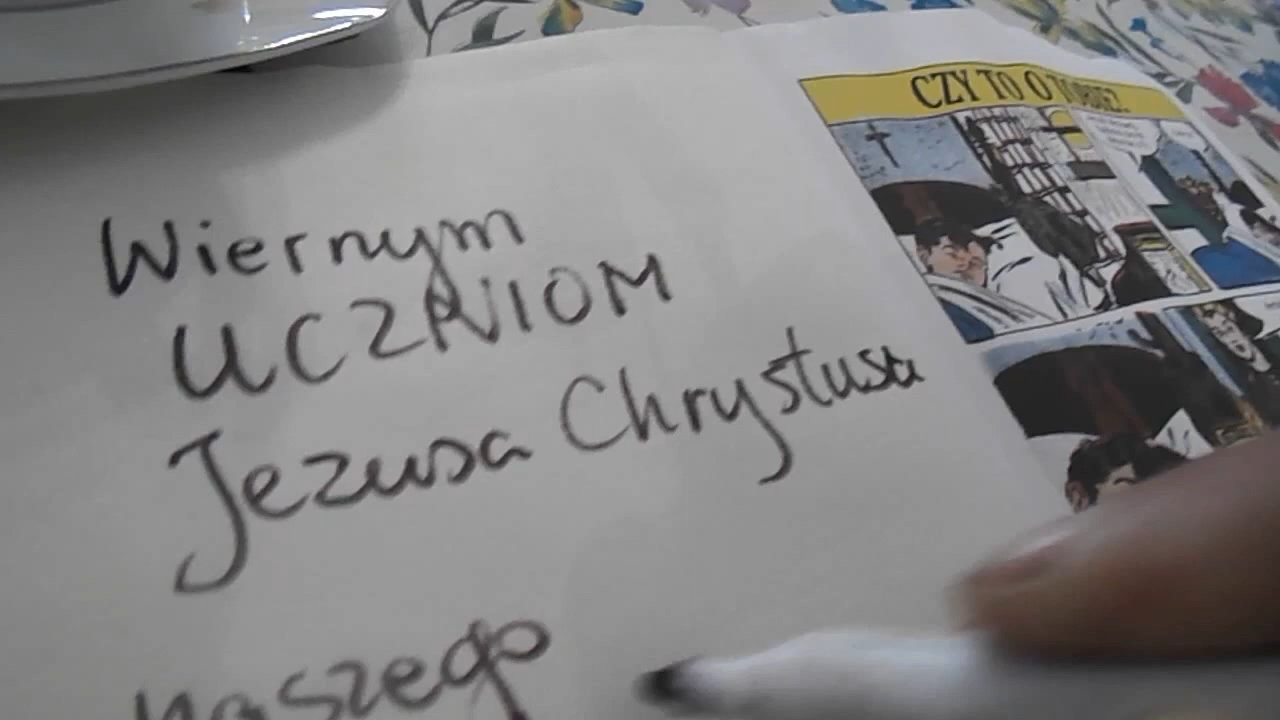 Wiernym
UCZNIOM
Jezusa Chrystusa
naszego
CZY TO O TOBIE?